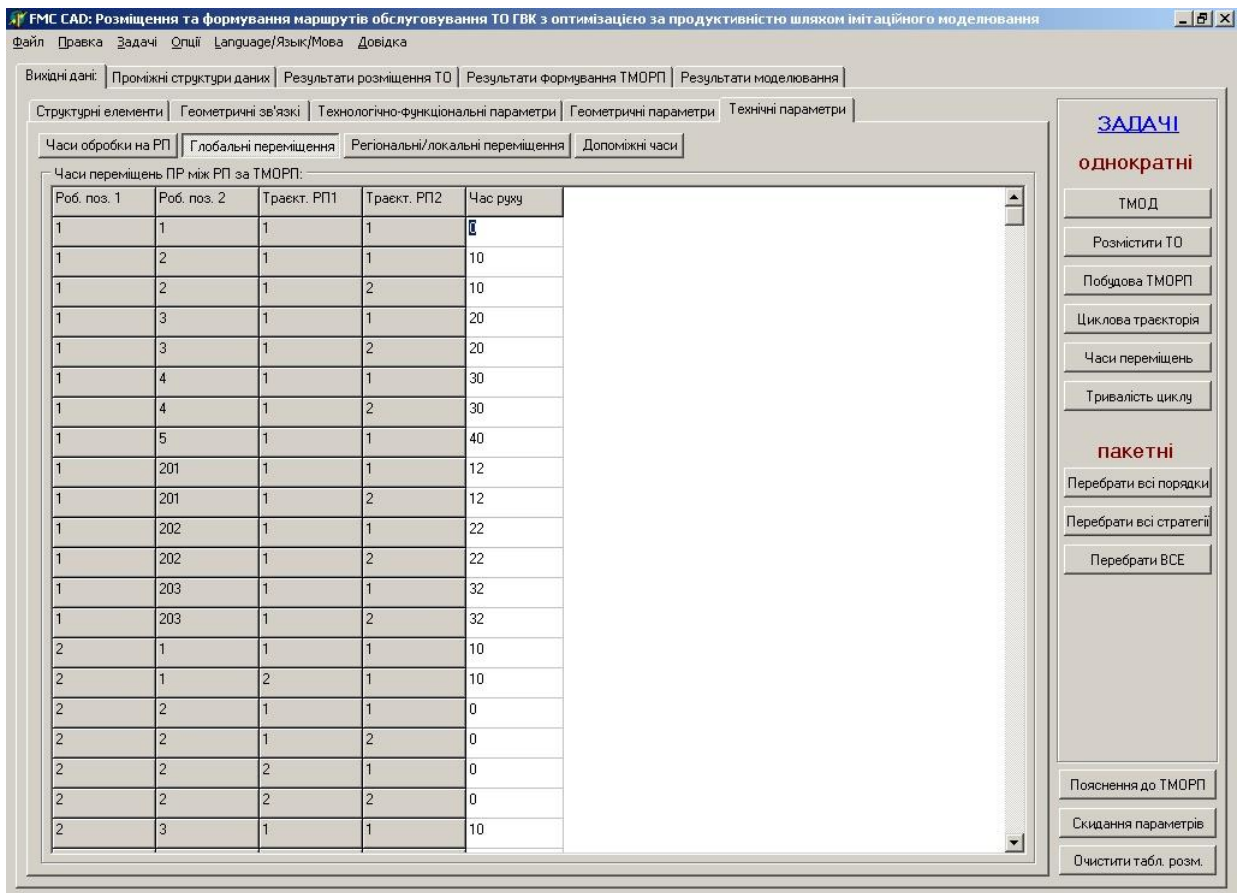 FMC CAD: Розміщення та формування маршрутів обслуговування ТО ГВК з оптимізацією за продуктивністю шляхом імітаційного моделювання
Файл Правка Задачі Опції Language/Язык/Мова Довідка
Вихідні дані: Проміжні структури даних Результати розміщення ТО Результати формування ТМОРП Результати моделювання
Структурні елементи Геометричні зв'язкі Технологічно-функціональні параметри Геометричні параметри Технічні параметри
Часи обробки на РП Глобальні переміщення Регіональні/локальні переміщення Допоміжні часи
Часи переміщень ПР між РП за ТМОРП:
Роб. поз. 1 Роб. поз. 2 Траєкт. РП1 Траєкт. РП2 Час руху
1 1 1 1 0
1 2 1 1 10
1 2 1 2 10
1 3 1 1 20
1 3 1 2 20
1 4 1 1 30
1 4 1 2 30
1 5 1 1 40
1 201 1 1 12
1 201 1 2 12
1 202 1 1 22
1 202 1 2 22
1 203 1 1 32
1 203 1 2 32
2 1 1 1 10
2 1 2 1 10
2 2 1 1 0
2 2 1 2 0
2 2 2 1 0
2 2 2 2 0
2 3 1 1 10
ЗАДАЧІ
однократні
ТМОД
Розмістити ТО
Побудова ТМОРП
Циклова траєкторія
Часи переміщень
Тривалість циклу
пакетні
Перебрати всі порядки
Перебрати всі стратегії
Перебрати ВСЕ
Пояснення до ТМОРП
Скидання параметрів
Очистити табл. розм.